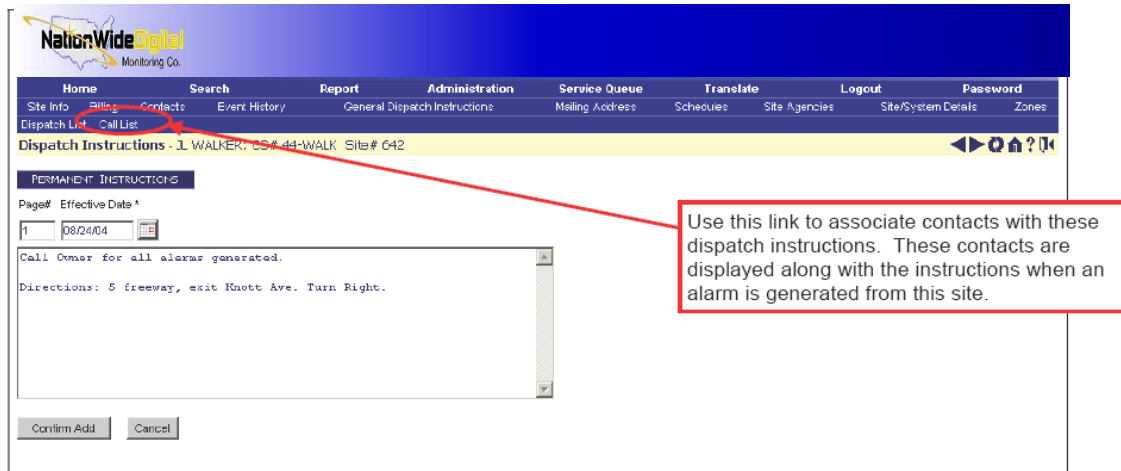 NationWideDigital
Monitoring Co.
Home Search Report Administration Service Queue Translate Logout Password
Site Info Billing Contacts Event History General Dispatch Instructions Mailing Address Schedules Site Agencies Site/System Details Zones
Dispatch List Call List
Dispatch Instructions - JL WALKER: CS# 44-WALK Site# 642
PERMANENT INSTRUCTIONS
Page# Effective Date *
1 08/24/04
Call Owner for all alarms generated.
Directions: 5 freeway, exit Knott Ave. Turn Right.
Confirm Add Cancel
Use this link to associate contacts with these
dispatch instructions. These contacts are
displayed along with the instructions when an
alarm is generated from this site.